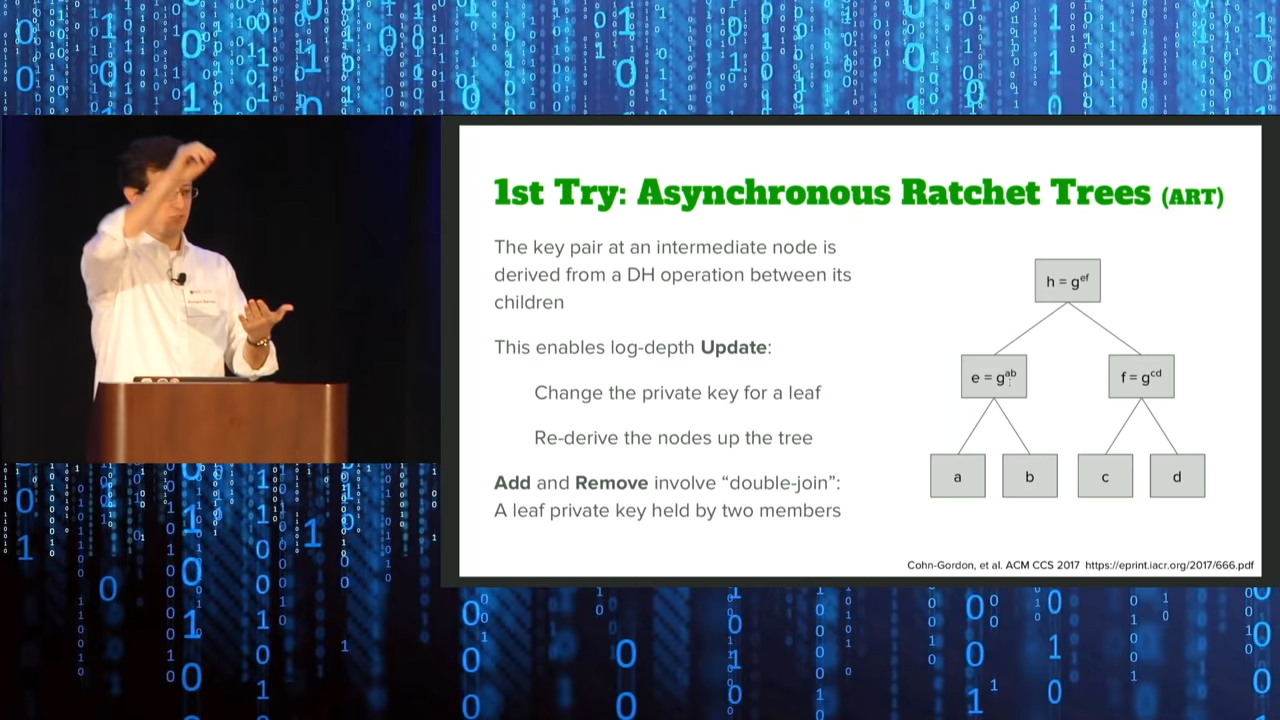 1st Try: Asynchronous Ratchet Trees (ART)
The key pair at an intermediate node is
derived from a DH operation between its
children
This enables log-depth Update:
Change the private key for a leaf
Re-derive the nodes up the tree
Add and Remove involve “double-join”:
A leaf private key held by two members
h = g^ef
e = g^ab
f = g^cd
a
b
c
d
Cohn-Gordon, et al. ACM CCS 2017 https://eprint.iacr.org/2017/666.pdf